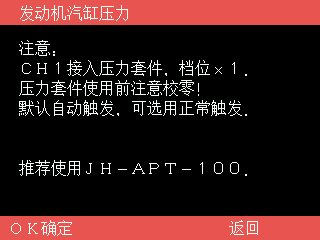 发动机汽缸压力
注意:
CH1接入压力套件，档位×1.
压力套件使用前注意校零!
默认自动触发，可选用正常触发.
推荐使用JH-APT-100.
OK确定 返回